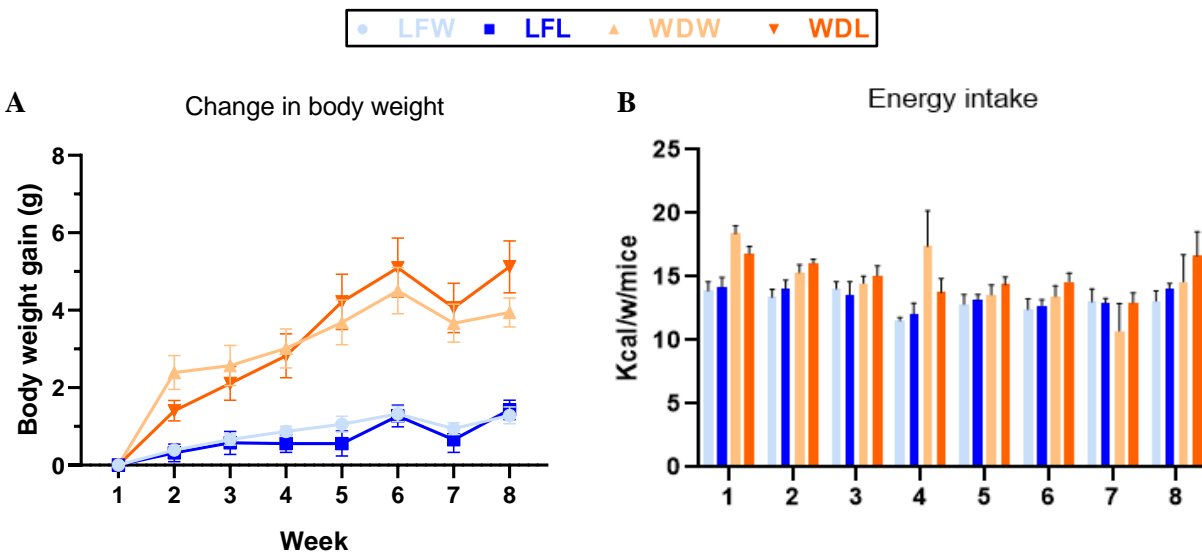 LFW LFL WDW WDL
A
Change in body weight
Body weight gain (g)
8
6
4
2
0
1 2 3 4 5 6 7 8
Week
B
Energy intake
Kcal/w/mice
25
20
15
10
5
0
1 2 3 4 5 6 7 8